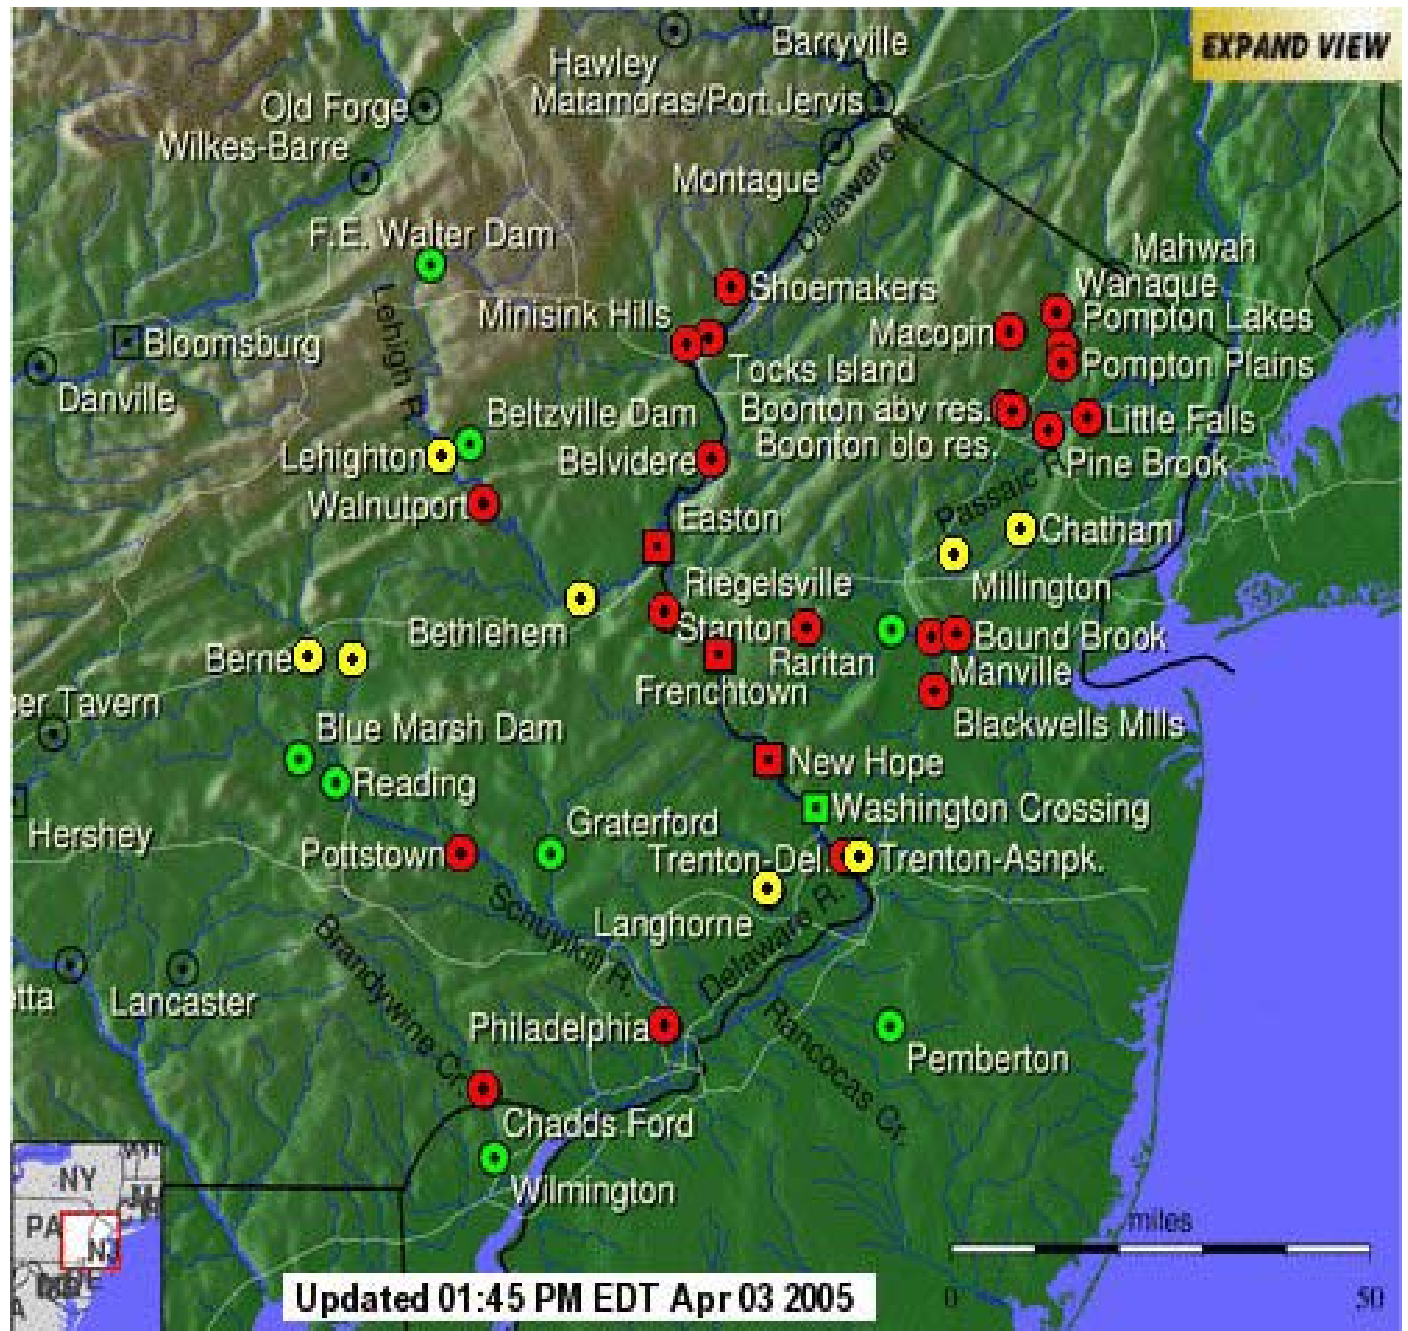 EXPAND VIEW
Barryville
Hawley
Matamoras/Port Jervis
Old Forge
Wilkes-Barre
Montague
Delaware R.
F.E. Walter Dam
Mahwah
Shoemakers
Wanaque
Minisink Hills
Macopin
Pompton Lakes
Lehigh R.
Bloomsburg
Tocks Island
Pompton Plains
Danville
Beltzville Dam
Boonton abv res.
Little Falls
Boonton blo res.
Lehighton
Belvidere
Pine Brook
Passaic R.
Walnutport
Easton
Chatham
Riegelsville
Millington
Bethlehem
Stanton
Bound Brook
Berne
Raritan
Manville
Frenchtown
per Tavern
Blackwells Mills
Blue Marsh Dam
New Hope
Reading
Washington Crossing
Hershey
Graterford
Pottstown
Trenton-Del.
Trenton-Asnpk.
Langhorne
Schuylkill R.
Delaware R.
Brandywine Cr.
etta
Lancaster
Philadelphia
Rancocas Cr.
Pemberton
Chadds Ford
Wilmington
NY
PA
NJ
miles
0
50
Updated 01:45 PM EDT Apr 03 2005